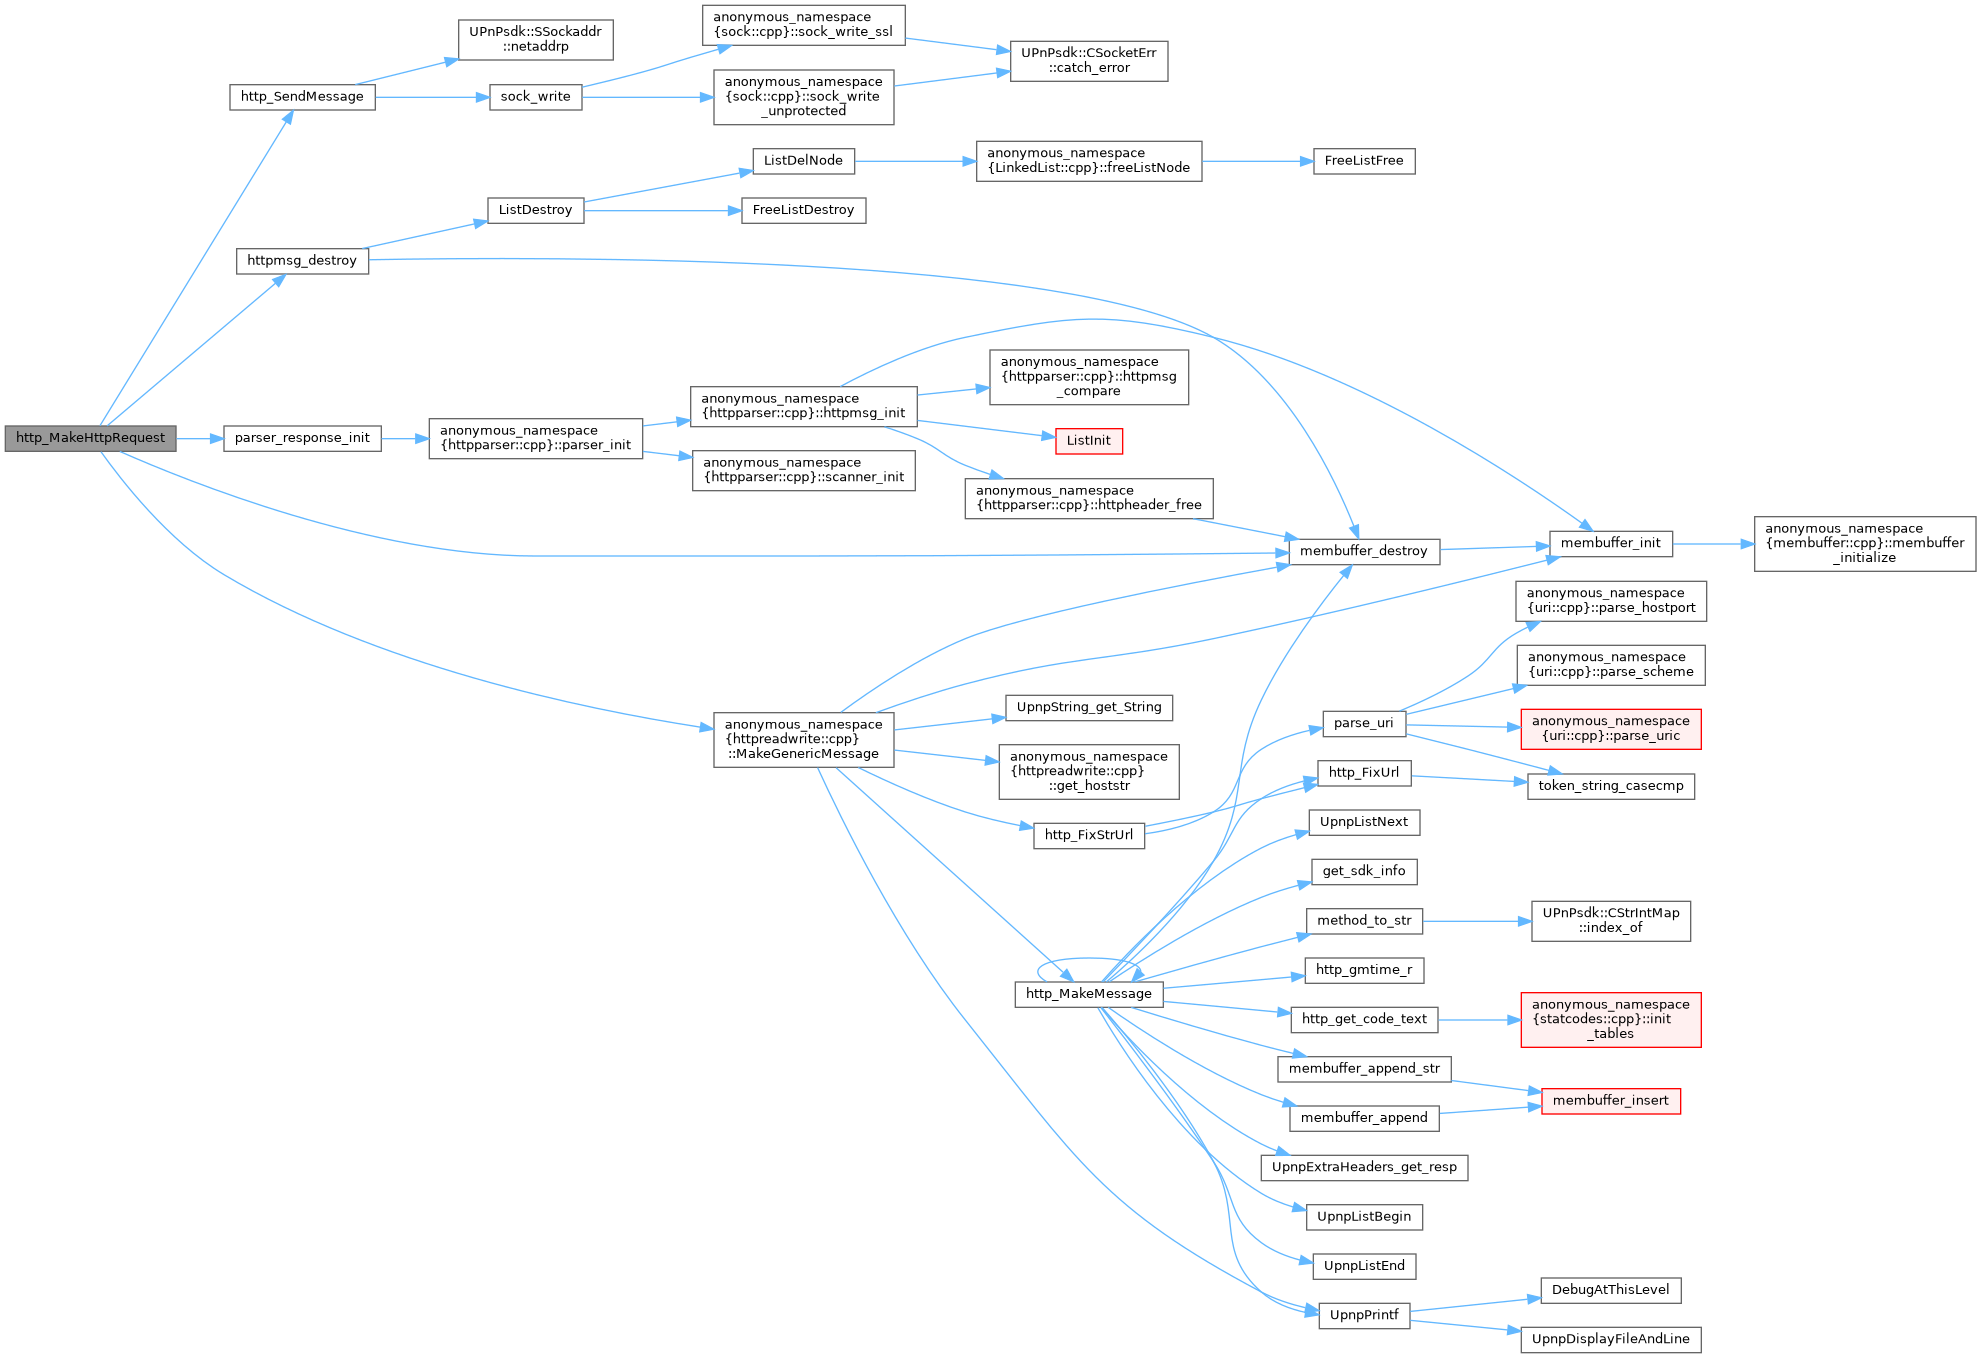 http_MakeHttpRequest
http_SendMessage
UPnPsdk::SSockaddr
::netaddrp
sock_write
anonymous_namespace
{sock::cpp}::sock_write_ssl
anonymous_namespace
{sock::cpp}::sock_write
_unprotected
UPnPsdk::CSocketErr
::catch_error
httpmsg_destroy
ListDestroy
ListDelNode
FreeListDestroy
anonymous_namespace
{LinkedList::cpp}::freeListNode
FreeListFree
parser_response_init
anonymous_namespace
{httpparser::cpp}::parser_init
anonymous_namespace
{httpparser::cpp}::httpmsg_init
anonymous_namespace
{httpparser::cpp}::scanner_init
anonymous_namespace
{httpparser::cpp}::httpmsg
_compare
ListInit
anonymous_namespace
{httpparser::cpp}::httpheader_free
membuffer_destroy
membuffer_init
anonymous_namespace
{membuffer::cpp}::membuffer
_initialize
anonymous_namespace
{httpreadwrite::cpp}
::MakeGenericMessage
UpnpString_get_String
anonymous_namespace
{httpreadwrite::cpp}
::get_hoststr
http_FixStrUrl
parse_uri
anonymous_namespace
{uri::cpp}::parse_hostport
anonymous_namespace
{uri::cpp}::parse_scheme
anonymous_namespace
{uri::cpp}::parse_uric
token_string_casecmp
http_FixUrl
http_MakeMessage
UpnpListNext
get_sdk_info
method_to_str
UPnPsdk::CStrIntMap
::index_of
http_gmtime_r
http_get_code_text
anonymous_namespace
{statcodes::cpp}::init
_tables
membuffer_append_str
membuffer_append
membuffer_insert
UpnpExtraHeaders_get_resp
UpnpListBegin
UpnpListEnd
UpnpPrintf
DebugAtThisLevel
UpnpDisplayFileAndLine